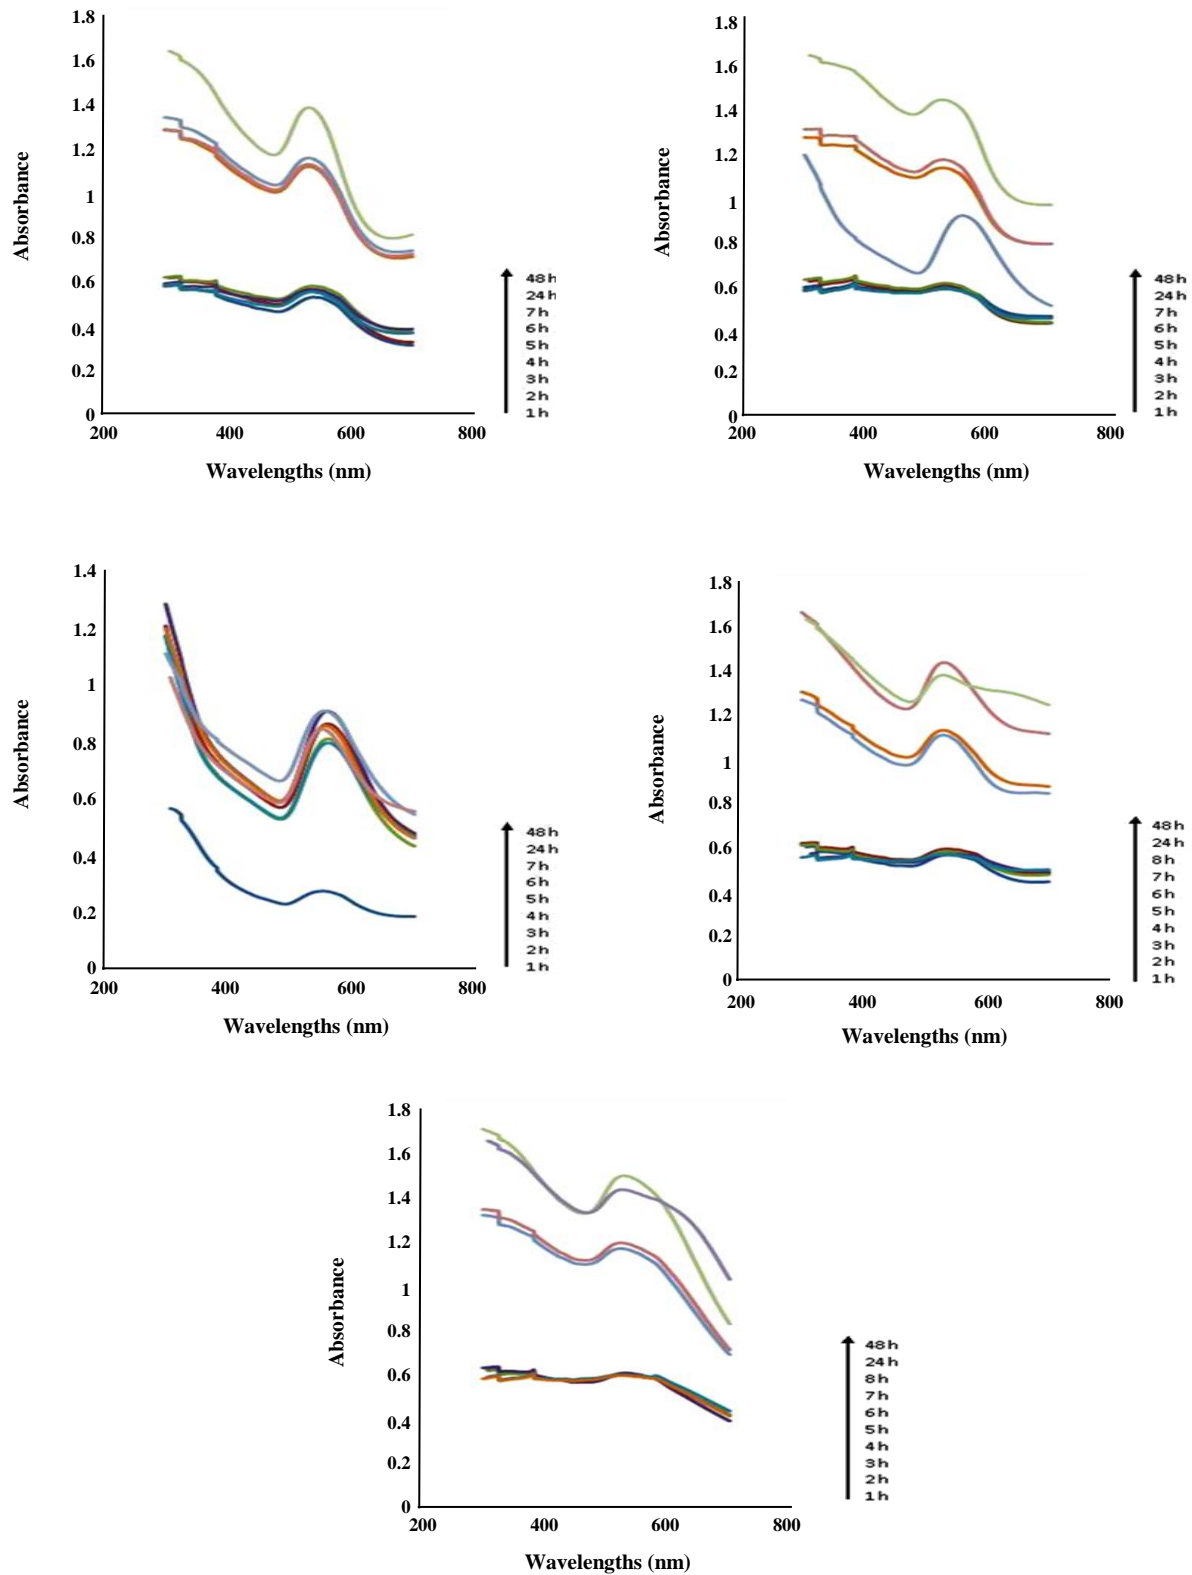 1.8
1.6
1.4
1.2
1
0.8
0.6
0.4
0.2
0
200 400 600 800
Absorbance
Wavelengths (nm)
48h
24h
7h
6h
5h
4h
3h
2h
1h
1.8
1.6
1.4
1.2
1
0.8
0.6
0.4
0.2
0
200 400 600 800
Absorbance
Wavelengths (nm)
48h
24h
7h
6h
5h
4h
3h
2h
1h
1.4
1.2
1
0.8
0.6
0.4
0.2
0
200 400 600 800
Absorbance
Wavelengths (nm)
48h
24h
7h
6h
5h
4h
3h
2h
1h
1.8
1.6
1.4
1.2
1
0.8
0.6
0.4
0.2
0
200 400 600 800
Absorbance
Wavelengths (nm)
48h
24h
8h
7h
6h
5h
4h
3h
2h
1h
1.8
1.6
1.4
1.2
1
0.8
0.6
0.4
0.2
0
200 400 600 800
Absorbance
Wavelengths (nm)
48h
24h
8h
7h
6h
5h
4h
3h
2h
1h